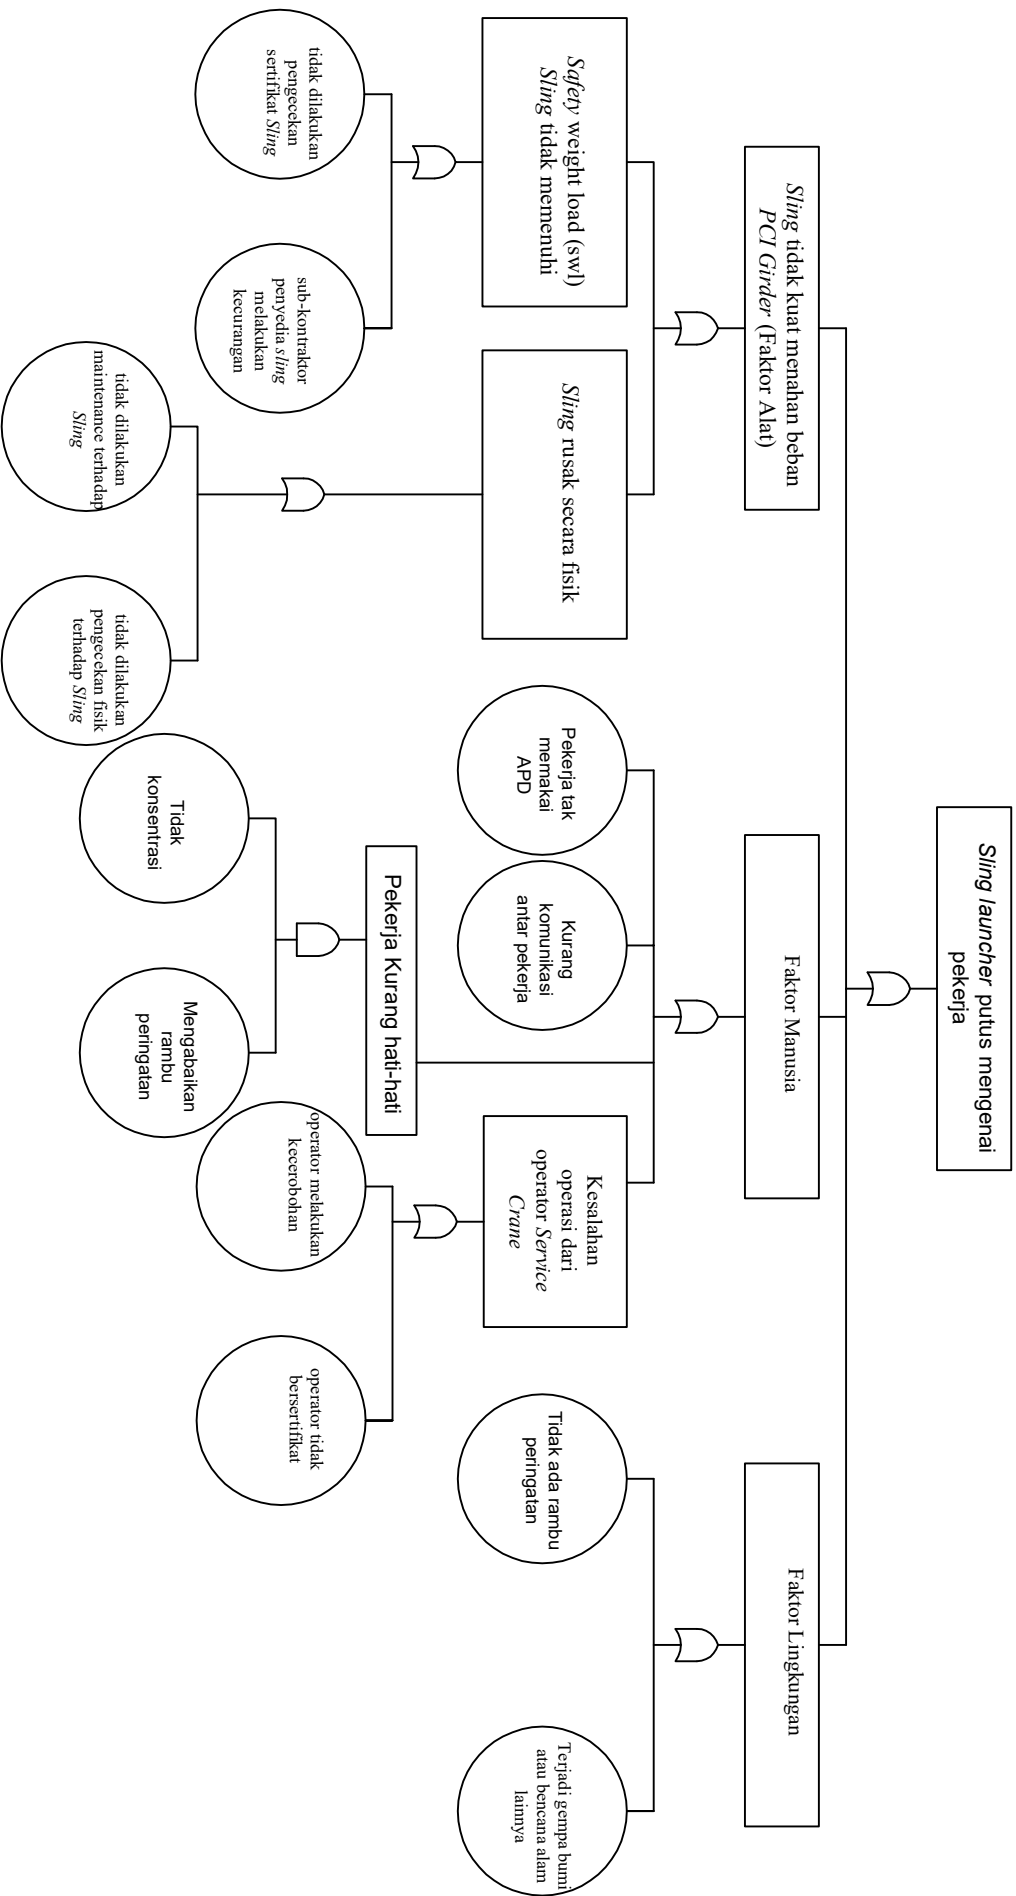 Sling launcher putus mengenai
pekerja
Sling tidak kuat menahan beban
PCI Girder (Faktor Alat)
Faktor Manusia
Faktor Lingkungan
Safety weight load (swl)
Sling tidak memenuhi
Sling rusak secara fisik
Pekerja tak
memakai
APD
Kurang
komunikasi
antar pekerja
Kesalahan
operasi dari
operator Service
Crane
Tidak ada rambu
peringatan
Terjadi gempa bumi
atau bencana alam
lainnya
Pekerja Kurang hati-hati
tidak dilakukan
pengecekan
sertifikat Sling
sub-kontraktor
penyedia sling
melakukan
kecurangan
operator melakukan
kecerobohan
operator tidak
bersertifikat
tidak dilakukan
maintenance terhadap
Sling
tidak dilakukan
pengecekan fisik
terhadap Sling
Tidak
konsentrasi
Mengabaikan
rambu
peringatan